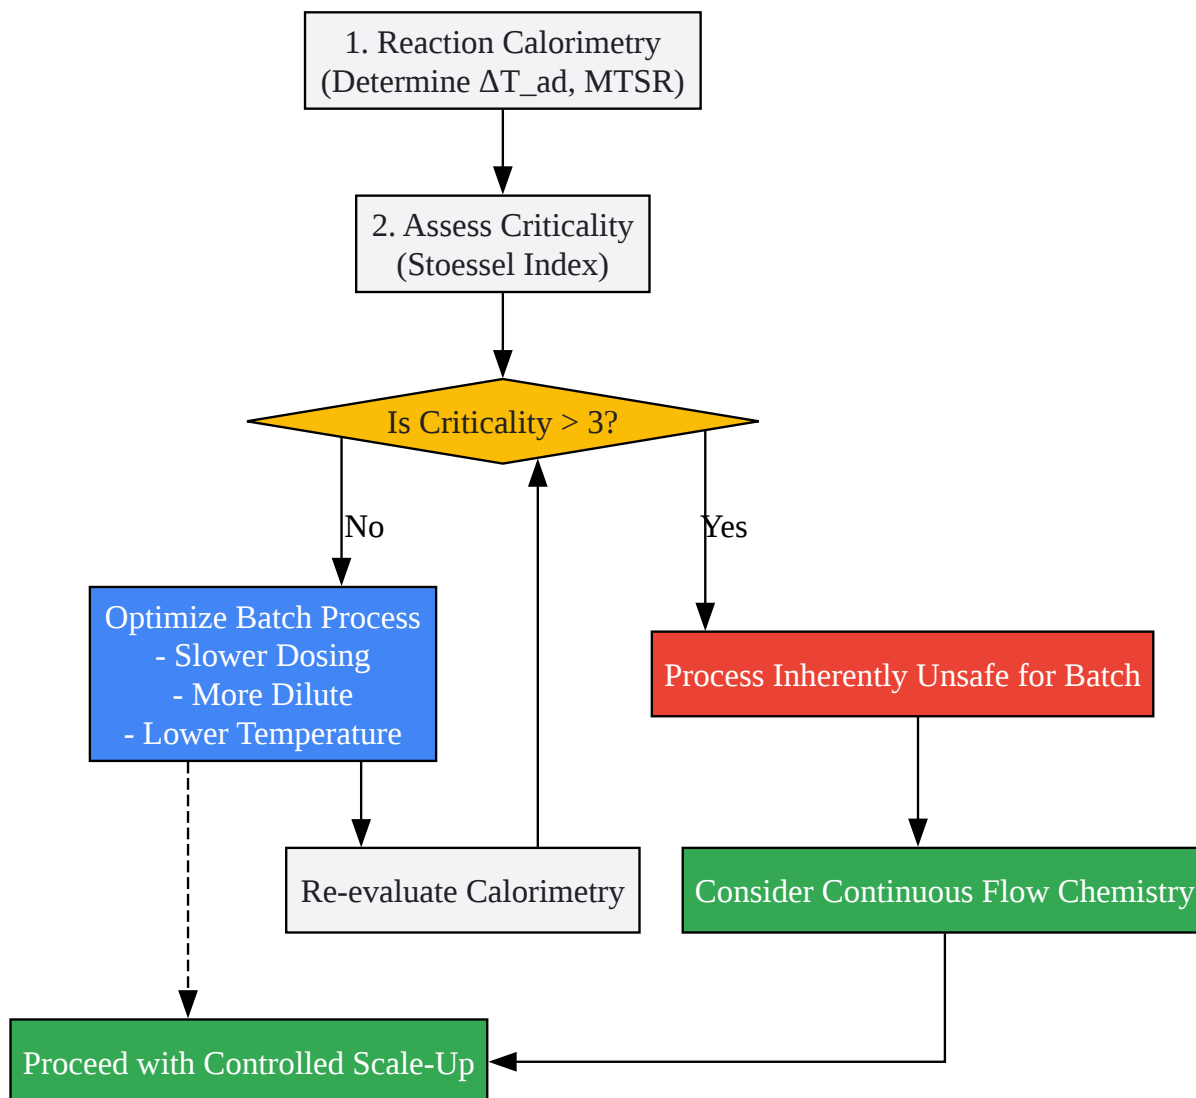 1. Reaction Calorimetry
(Determine ΔT_ad, MTSR)
2. Assess Criticality
(Stoessel Index)
Is Criticality > 3?
No
Yes
Optimize Batch Process
- Slower Dosing
- More Dilute
- Lower Temperature
Process Inherently Unsafe for Batch
Re-evaluate Calorimetry
Consider Continuous Flow Chemistry
Proceed with Controlled Scale-Up